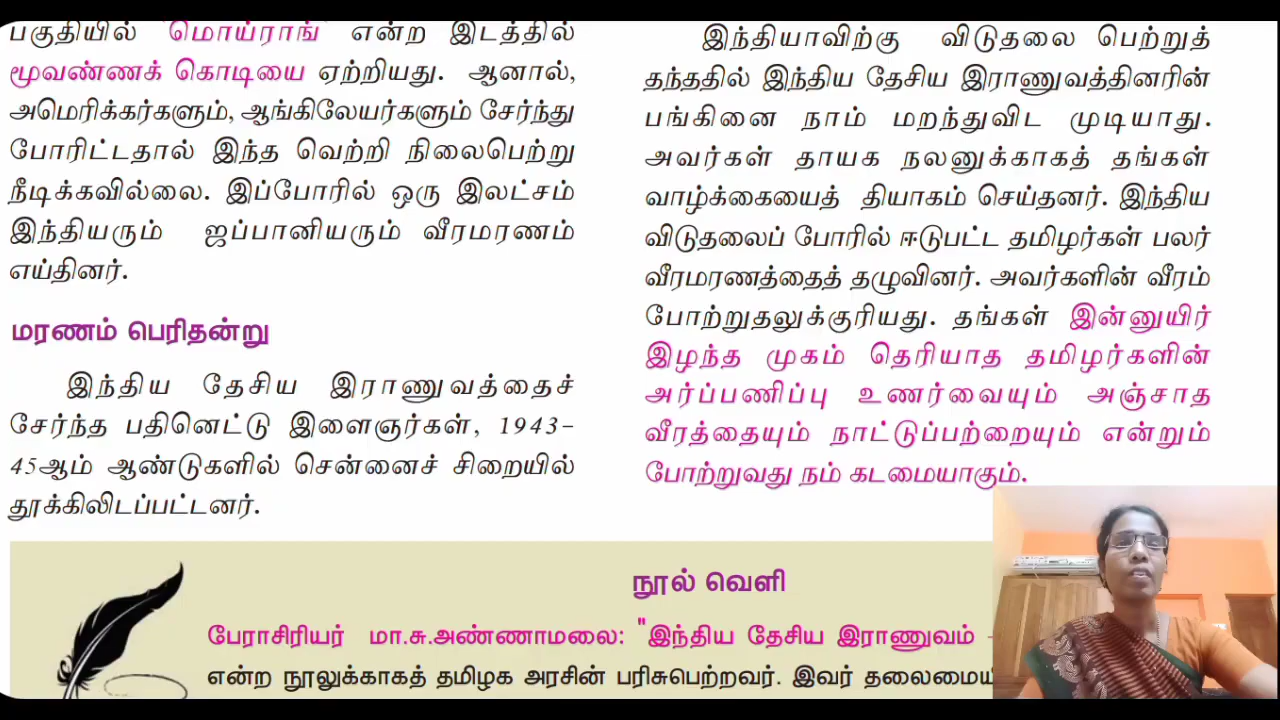 பகுதியில் 'மொய்ராங்' என்ற இடத்தில்
மூவண்ணக் கொடியை ஏற்றியது. ஆனால்,
அமெரிக்கர்களும், ஆங்கிலேயர்களும் சேர்ந்து
போரிட்டதால் இந்த வெற்றி நிலைபெற்று
நீடிக்கவில்லை. இப்போரில் ஒரு இலட்சம்
இந்தியரும் ஜப்பானியரும் வீரமரணம்
எய்தினர்.
மரணம் பெரிதன்று
இந்திய தேசிய இராணுவத்தைச்
சேர்ந்த பதினெட்டு இளைஞர்கள், 1943-
45ஆம் ஆண்டுகளில் சென்னைச் சிறையில்
தூக்கிலிடப்பட்டனர்.
இந்தியாவிற்கு விடுதலை பெற்றுத்
தந்ததில் இந்திய தேசிய இராணுவத்தினரின்
பங்கினை நாம் மறந்துவிட முடியாது.
அவர்கள் தாயக நலனுக்காகத் தங்கள்
வாழ்க்கையைத் தியாகம் செய்தனர். இந்திய
விடுதலைப் போரில் ஈடுபட்ட தமிழர்கள் பலர்
வீரமரணத்தைத் தழுவினர். அவர்களின் வீரம்
போற்றுதலுக்குரியது. தங்கள் இன்னுயிர்
இழந்த முகம் தெரியாத தமிழர்களின்
அர்ப்பணிப்பு உணர்வையும் அஞ்சாத
வீரத்தையும் நாட்டுப்பற்றையும் என்றும்
போற்றுவது நம் கடமையாகும்.
நூல் வெளி
பேராசிரியர் மா.சு.அண்ணாமலை: "இந்திய தேசிய இராணுவம் -
என்ற நூலுக்காகத் தமிழக அரசின் பரிசுபெற்றவர். இவர்